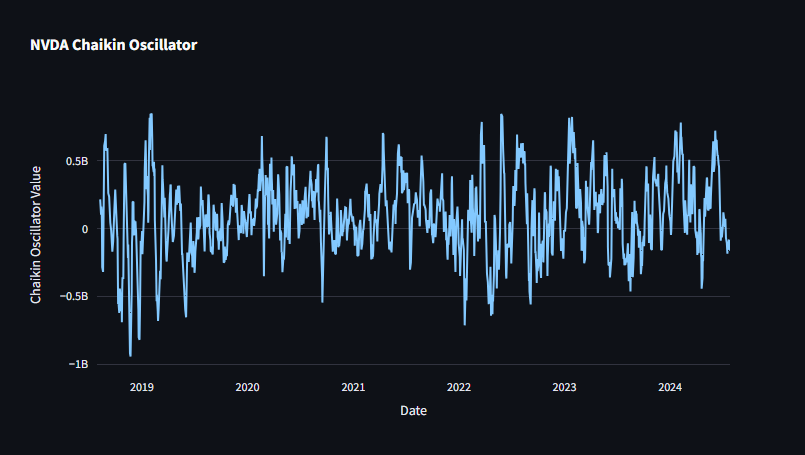 NVDA Chaikin Oscillator
Chaikin Oscillator Value
0.5B
0
−0.5B
−1B
2019 2020 2021 2022 2023 2024
Date